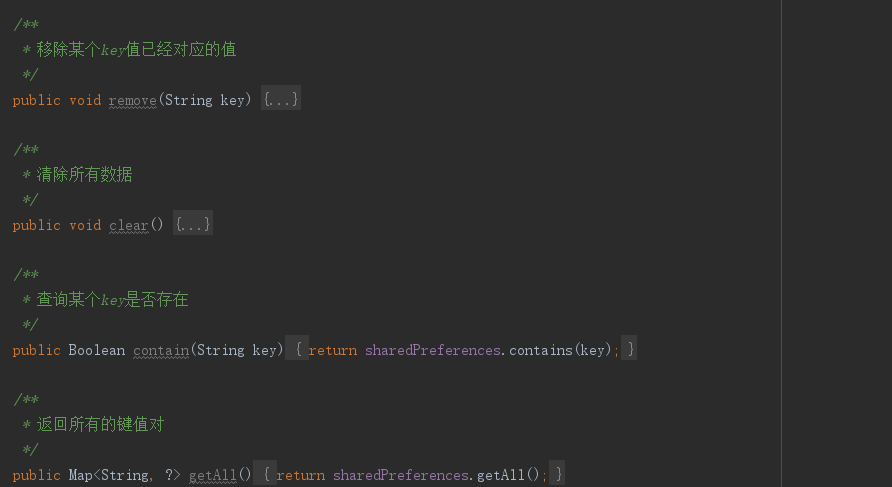 /**
* 移除某个key值已经对应的值
*/
public void remove(String key) {...}
/**
* 清除所有数据
*/
public void clear() {...}
/**
* 查询某个key是否存在
*/
public Boolean contain(String key) { return sharedPreferences.contains(key); }
/**
* 返回所有的键值对
*/
public Map<String, ?> getAll() { return sharedPreferences.getAll(); }